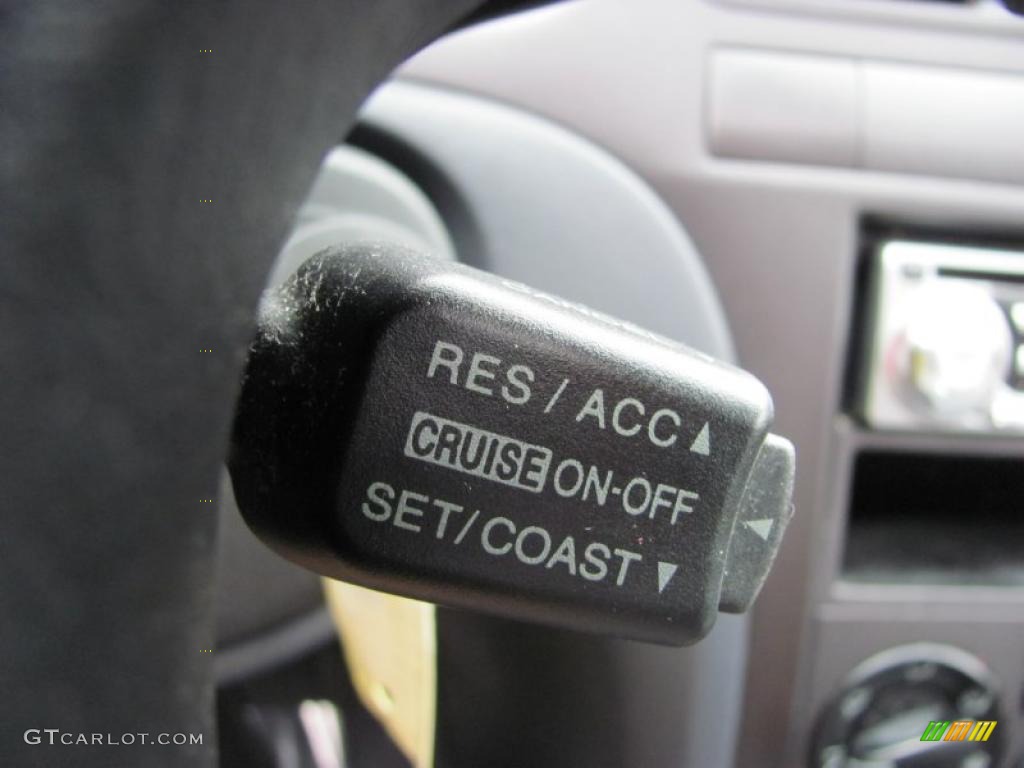 RES / ACC ▲
CRUISE ON-OFF ◀
SET/COAST ▼
GTCARLOT.COM